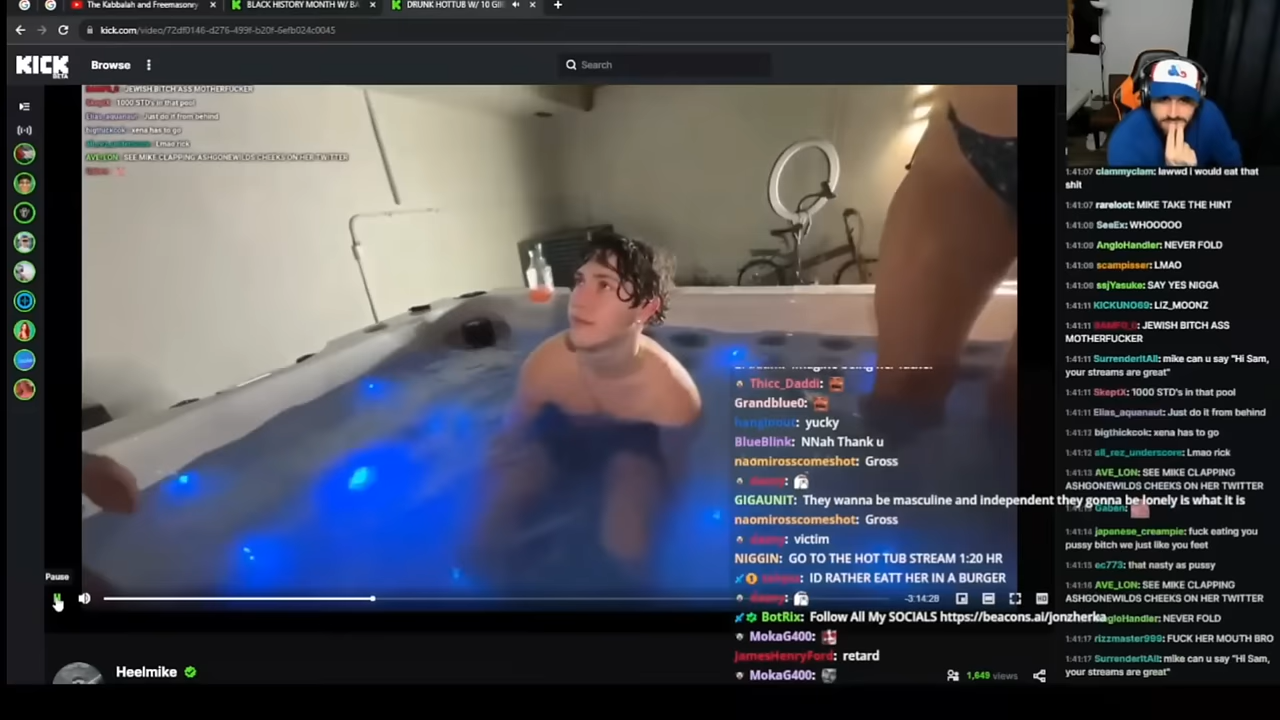 The Kabbalah and Freemasonry
BLACK HISTORY MONTH W/ BA
DRUNK HOTTUB W/ 10 GIR
kick.com/video/72df0146-d276-499f-b20f-6efb024c0045
KICK
BETA
Browse
Search
JEWISH BITCH ASS MOTHERFUCKER
SkeptX: 1000 STD's in that pool
Elias_aquanaut: Just do it from behind
bigthickcok: xena has to go
all_rez_underscore: Lmao rick
AVE_LON: SEE MIKE CLAPPING ASHGONEWILDS CHEEKS ON HER TWITTER
Thicc_Daddi:
Grandblue0:
hanginout: yucky
BlueBlink: NNah Thank u
naomirosscomeshot: Gross
GIGAUNIT: They wanna be masculine and independent they gonna be lonely is what it is
naomirosscomeshot: Gross
: victim
NIGGIN: GO TO THE HOT TUB STREAM 1:20 HR
: ID RATHER EATT HER IN A BURGER
BotRix: Follow All My SOCIALS https://beacons.ai/jonzherka
MokaG400:
JamesHenryFord: retard
MokaG400:
Pause
-3:14:28
HD
Heelmike
1,649 views
1:41:07 clammyclam: lawwd i would eat that
shit
1:41:07 rareloot: MIKE TAKE THE HINT
1:41:08 SeeEx: WHOOOOO
1:41:09 AngloHandler: NEVER FOLD
1:41:09 scampisser: LMAO
1:41:09 ssjYasuke: SAY YES NIGGA
1:41:11 KICKUNO69: LIZ_MOONZ
1:41:11 : JEWISH BITCH ASS
MOTHERFUCKER
1:41:11 SurrenderItAll: mike can u say "Hi Sam,
your streams are great"
1:41:11 SkeptX: 1000 STD's in that pool
1:41:11 Elias_aquanaut: Just do it from behind
1:41:12 bigthickcok: xena has to go
1:41:12 all_rez_underscore: Lmao rick
1:41:13 AVE_LON: SEE MIKE CLAPPING
ASHGONEWILDS CHEEKS ON HER TWITTER
Gaben:
1:41:14 japenese_creampie: fuck eating you
pussy bitch we just like you feet
1:41:15 ec773: that nasty as pussy
1:41:16 AVE_LON: SEE MIKE CLAPPING
ASHGONEWILDS CHEEKS ON HER TWITTER
AngloHandler: NEVER FOLD
1:41:17 rizzmaster999: FUCK HER MOUTH BRO
1:41:17 SurrenderItAll: mike can u say "Hi Sam,
your streams are great"